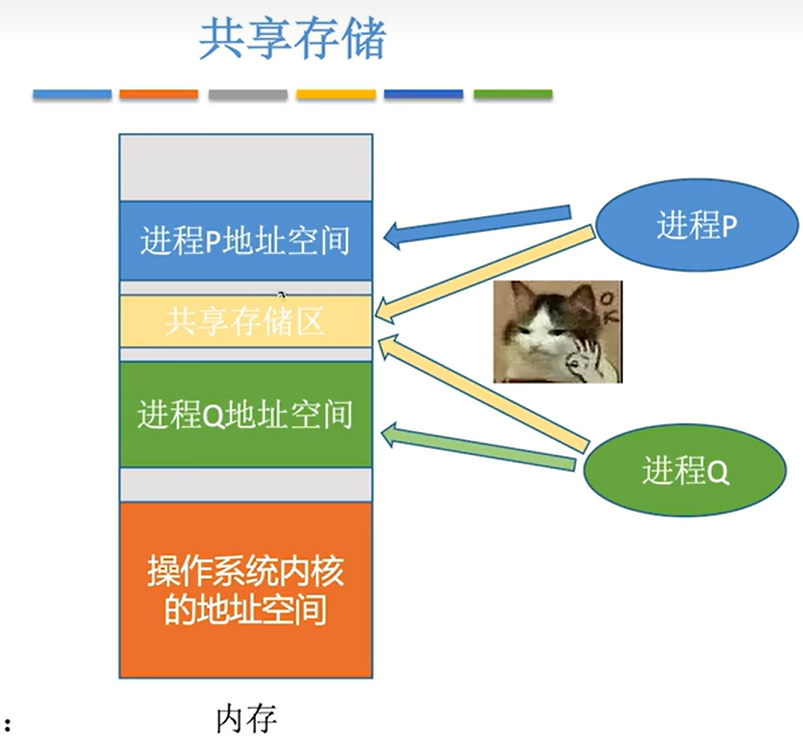 共享存储
进程P地址空间
进程P
共享存储区
OK
进程Q地址空间
进程Q
操作系统内核
的地址空间
：
内存